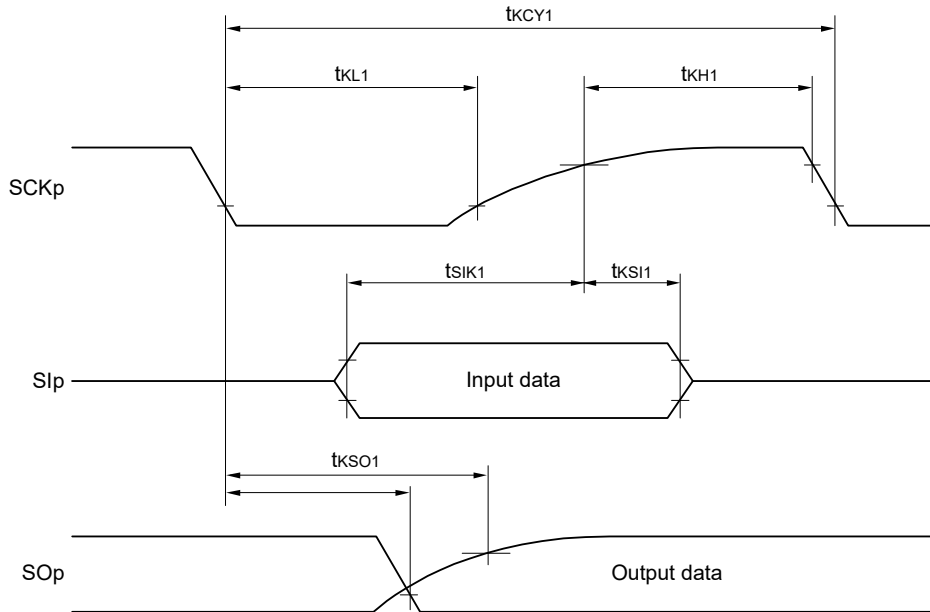 tKCY1
tKL1
tKH1
SCKp
tSIK1
tKSI1
SIp
Input data
tKSO1
SOp
Output data